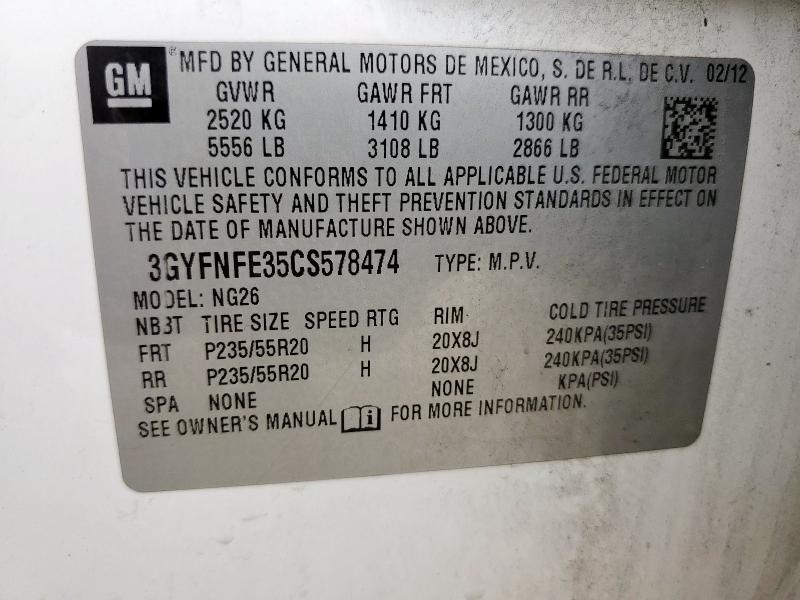 GM
® MFD BY GENERAL MOTORS DE MEXICO, S. DE R.L. DE C.V. 02/12
GVWR GAWR FRT GAWR RR
2520 KG 1410 KG 1300 KG
5556 LB 3108 LB 2866 LB
THIS VEHICLE CONFORMS TO ALL APPLICABLE U.S. FEDERAL MOTOR
VEHICLE SAFETY AND THEFT PREVENTION STANDARDS IN EFFECT ON
THE DATE OF MANUFACTURE SHOWN ABOVE.
3GYFNFE35CS578474 TYPE: M.P.V.
MODEL: NG26
NB3T TIRE SIZE SPEED RTG RIM COLD TIRE PRESSURE
FRT P235/55R20 H 20X8J 240KPA(35PSI)
RR P235/55R20 H 20X8J 240KPA(35PSI)
SPA NONE NONE KPA(PSI)
SEE OWNER'S MANUAL i FOR MORE INFORMATION.